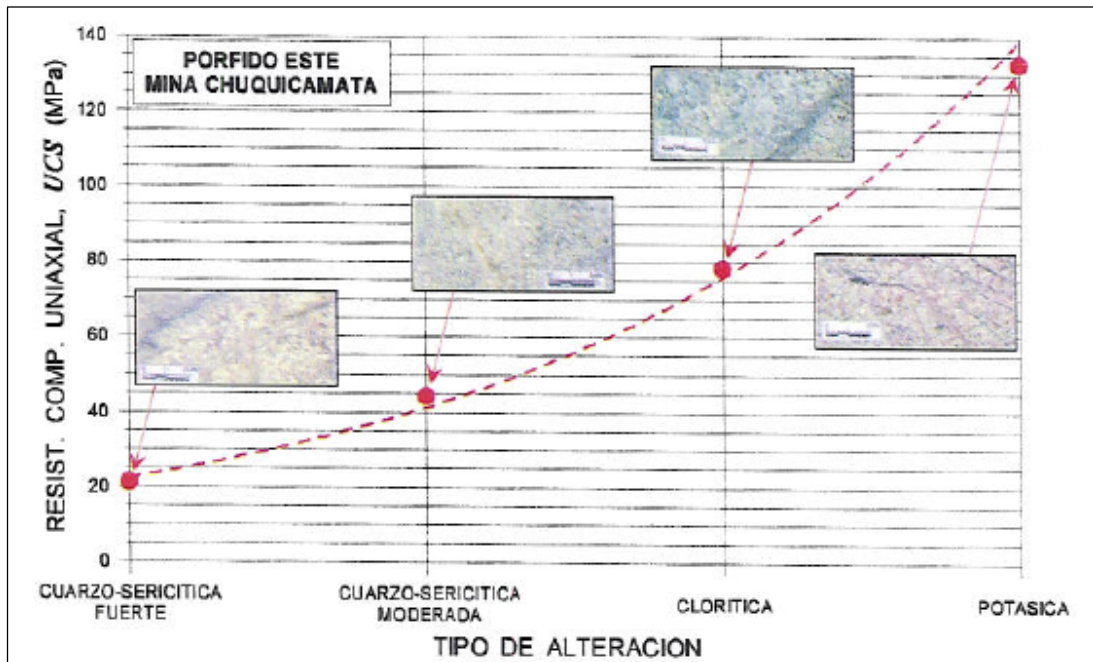 PORFIDO ESTE
MINA CHUQUICAMATA
RESIST. COMP. UNIAXIAL, UCS (MPa)
140
120
100
80
60
40
20
0
CUARZO-SERICITICA
FUERTE
CUARZO-SERICITICA
MODERADA
CLORITICA
POTASICA
TIPO DE ALTERACION